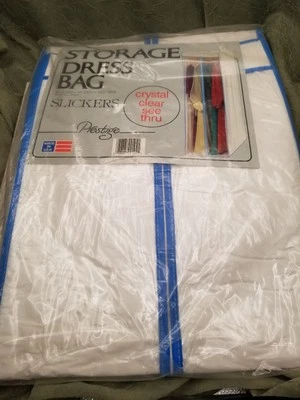 STORAGE
DRESS
BAG
SLICKERS
crystal
clear
see
thru
Prestige